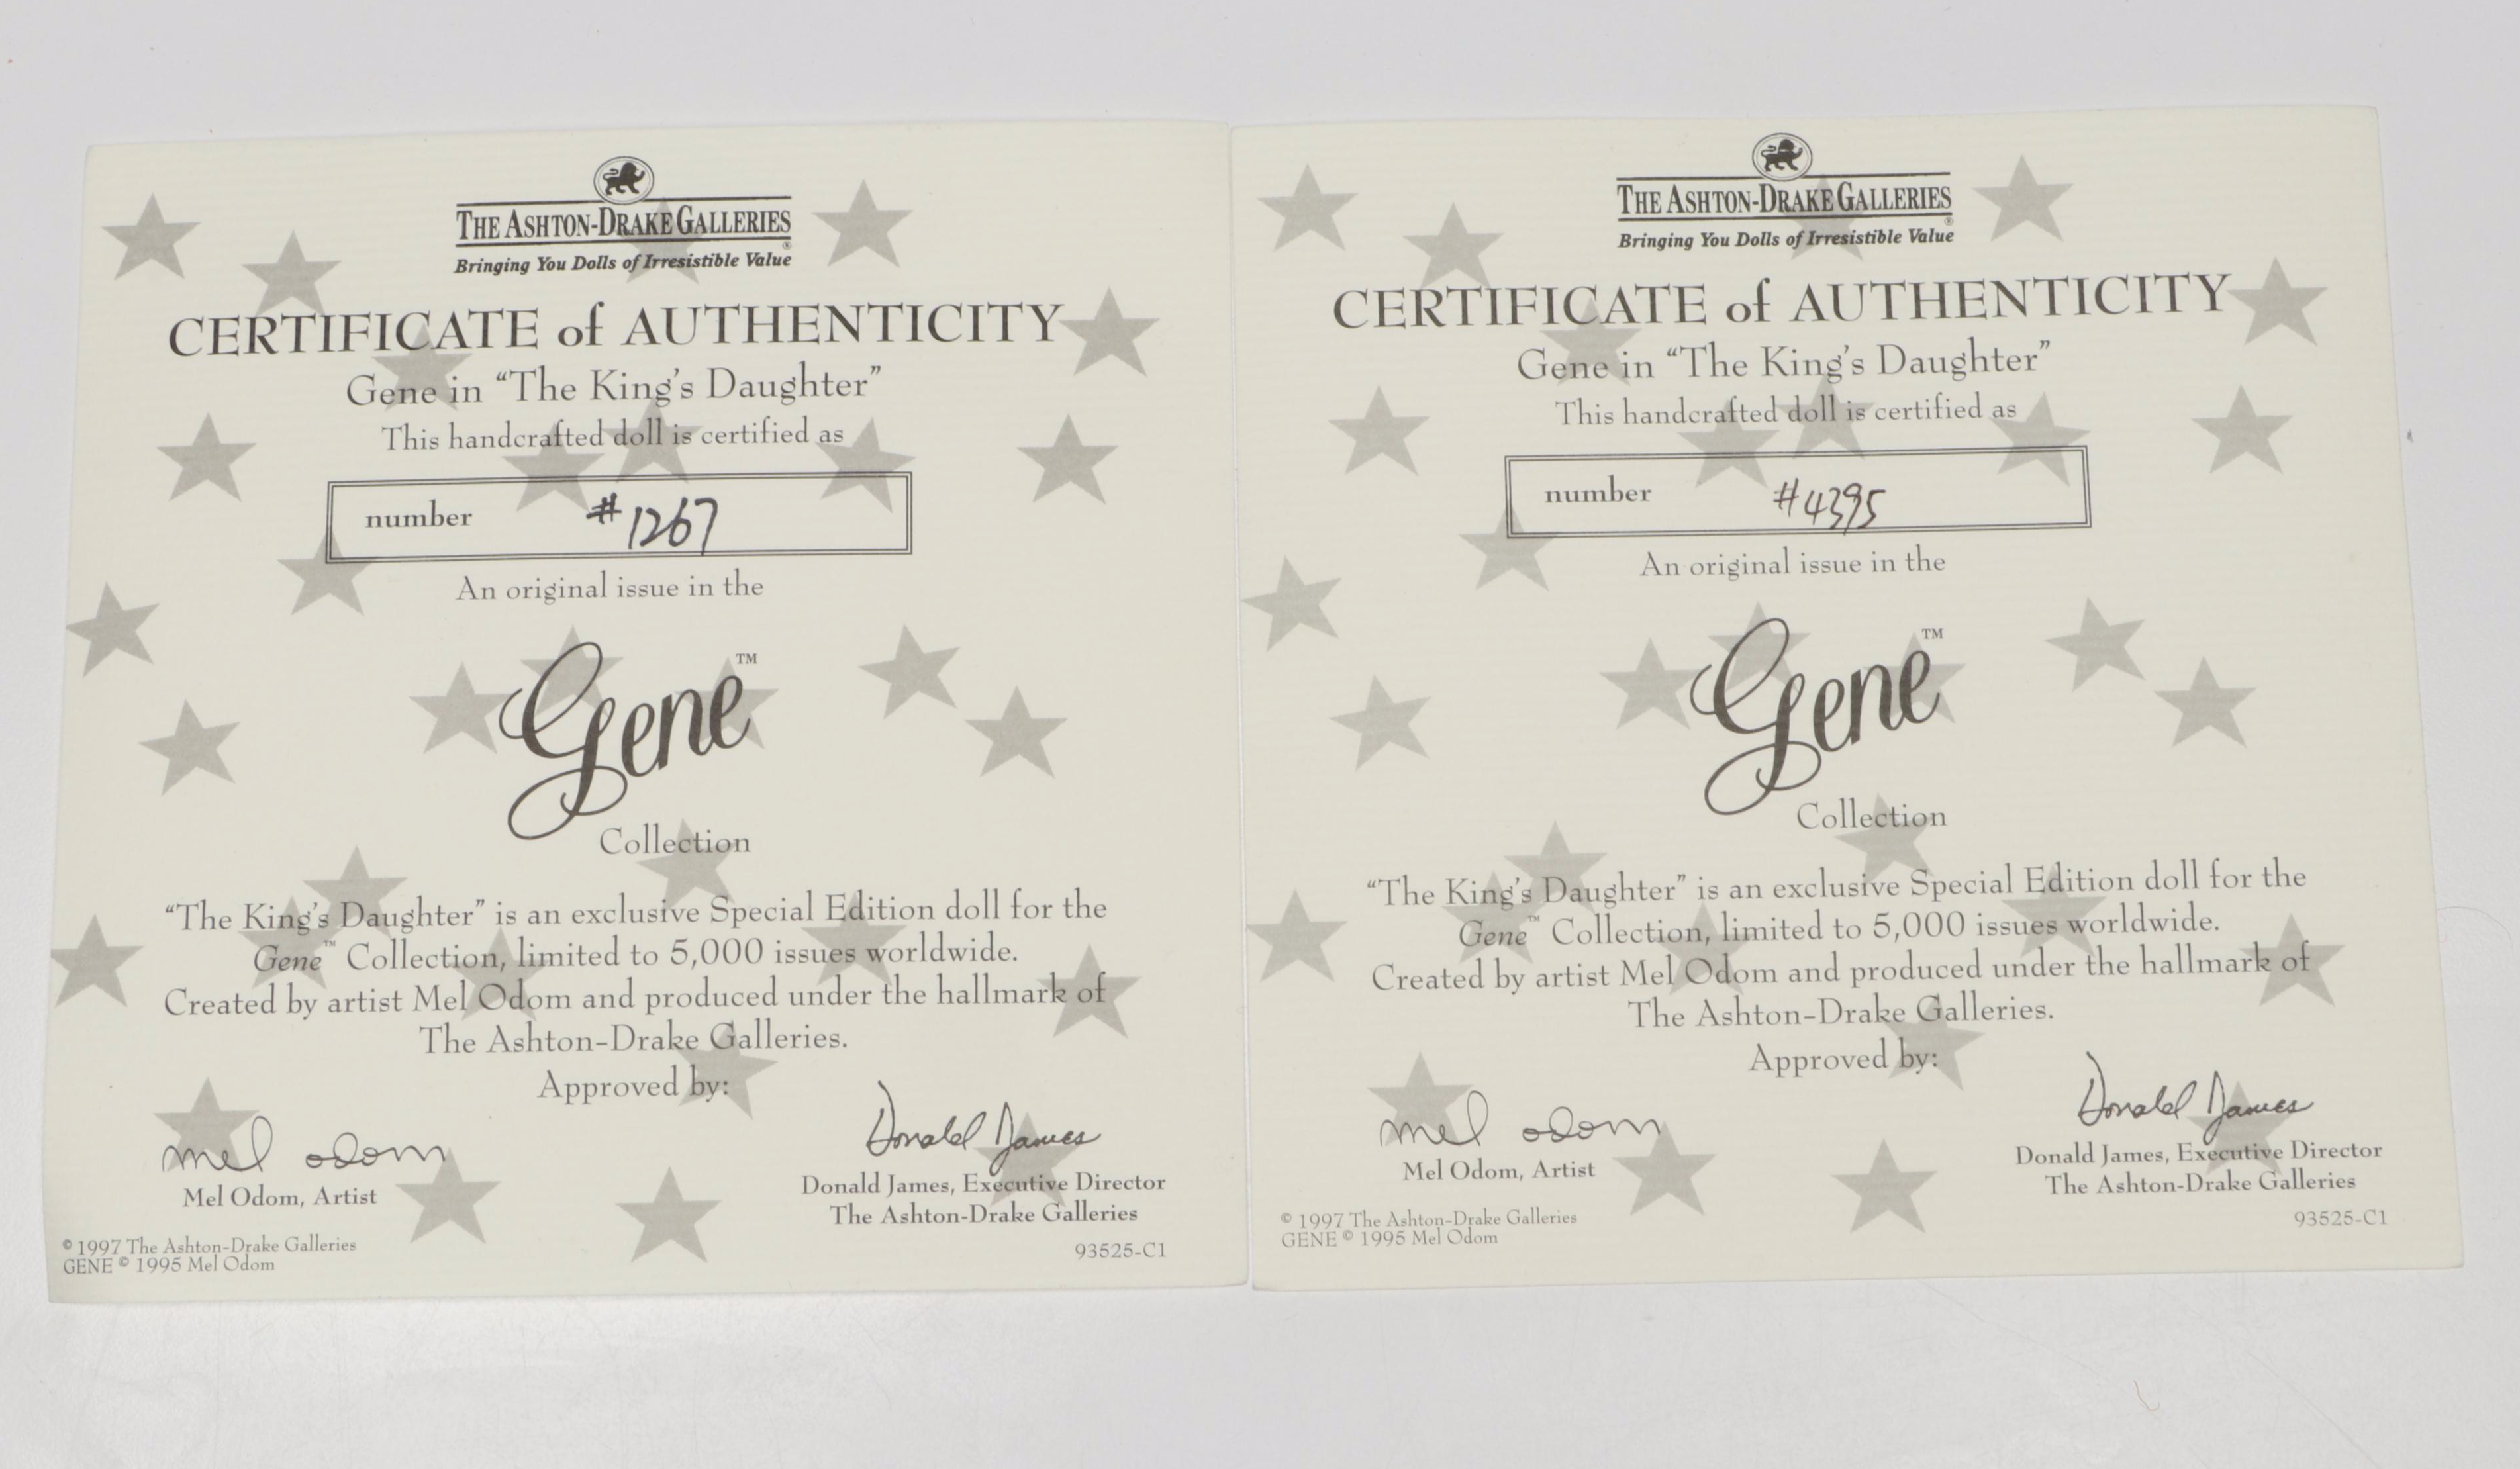 THE ASHTON-DRAKE GALLERIES
®
Bringing You Dolls of Irresistible Value
CERTIFICATE of AUTHENTICITY
Gene in “The King’s Daughter”
This handcrafted doll is certified as
number #1267
An original issue in the
Gene™
Collection
“The King’s Daughter” is an exclusive Special Edition doll for the
Gene™ Collection, limited to 5,000 issues worldwide.
Created by artist Mel Odom and produced under the hallmark of
The Ashton-Drake Galleries.
Approved by:
mel odom
Donald James
Mel Odom, Artist
Donald James, Executive Director
The Ashton-Drake Galleries
© 1997 The Ashton-Drake Galleries
GENE © 1995 Mel Odom
93525-C1
THE ASHTON-DRAKE GALLERIES
®
Bringing You Dolls of Irresistible Value
CERTIFICATE of AUTHENTICITY
Gene in “The King’s Daughter”
This handcrafted doll is certified as
number #4395
An original issue in the
Gene™
Collection
“The King’s Daughter” is an exclusive Special Edition doll for the
Gene™ Collection, limited to 5,000 issues worldwide.
Created by artist Mel Odom and produced under the hallmark of
The Ashton-Drake Galleries.
Approved by:
mel odom
Donald James
Mel Odom, Artist
Donald James, Executive Director
The Ashton-Drake Galleries
© 1997 The Ashton-Drake Galleries
GENE © 1995 Mel Odom
93525-C1